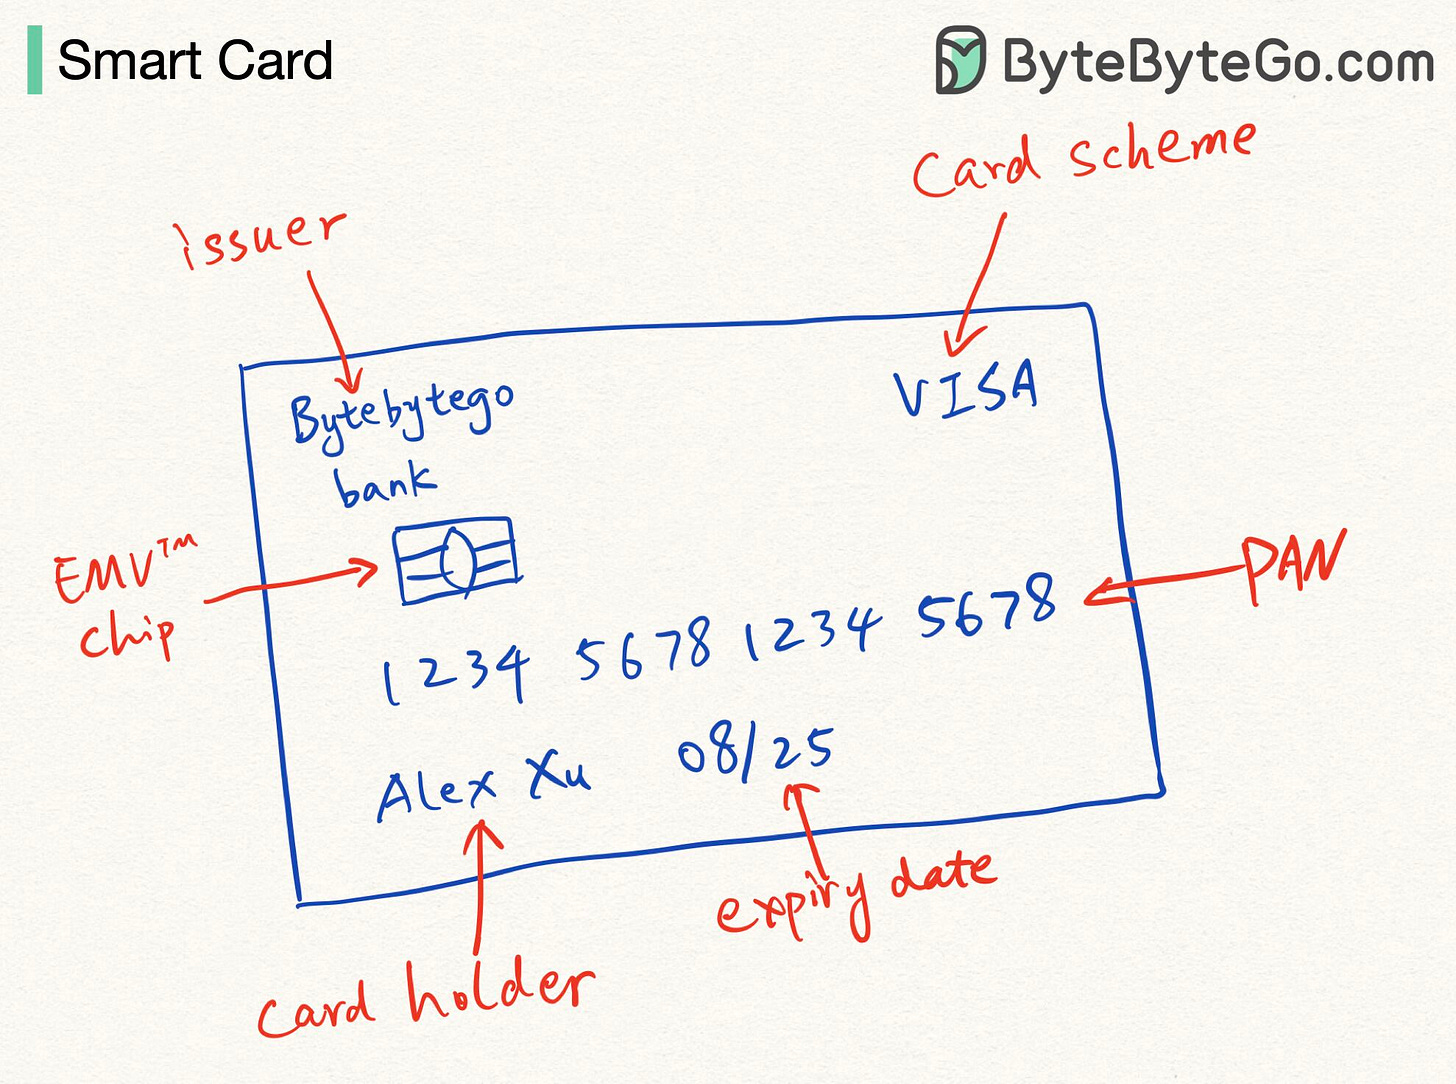 Smart Card
ByteByteGo.com
Card scheme
issuer
Bytebytego
bank
VISA
EMV™
chip
PAN
1234 5678 1234 5678
Alex Xu 08/25
expiry date
Card holder